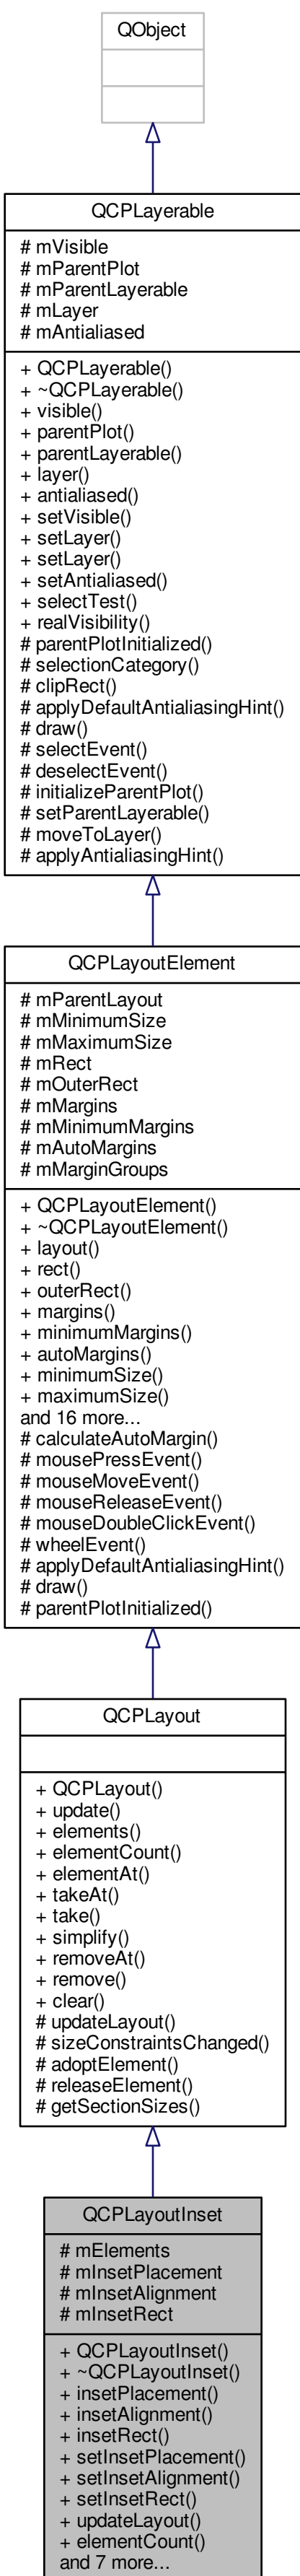 QObject
QCPLayerable
# mVisible
# mParentPlot
# mParentLayerable
# mLayer
# mAntialiased
+ QCPLayerable()
+ ~QCPLayerable()
+ visible()
+ parentPlot()
+ parentLayerable()
+ layer()
+ antialiased()
+ setVisible()
+ setLayer()
+ setLayer()
+ setAntialiased()
+ selectTest()
+ realVisibility()
# parentPlotInitialized()
# selectionCategory()
# clipRect()
# applyDefaultAntialiasingHint()
# draw()
# selectEvent()
# deselectEvent()
# initializeParentPlot()
# setParentLayerable()
# moveToLayer()
# applyAntialiasingHint()
QCPLayoutElement
# mParentLayout
# mMinimumSize
# mMaximumSize
# mRect
# mOuterRect
# mMargins
# mMinimumMargins
# mAutoMargins
# mMarginGroups
+ QCPLayoutElement()
+ ~QCPLayoutElement()
+ layout()
+ rect()
+ outerRect()
+ margins()
+ minimumMargins()
+ autoMargins()
+ minimumSize()
+ maximumSize()
and 16 more...
# calculateAutoMargin()
# mousePressEvent()
# mouseMoveEvent()
# mouseReleaseEvent()
# mouseDoubleClickEvent()
# wheelEvent()
# applyDefaultAntialiasingHint()
# draw()
# parentPlotInitialized()
QCPLayout
+ QCPLayout()
+ update()
+ elements()
+ elementCount()
+ elementAt()
+ takeAt()
+ take()
+ simplify()
+ removeAt()
+ remove()
+ clear()
# updateLayout()
# sizeConstraintsChanged()
# adoptElement()
# releaseElement()
# getSectionSizes()
QCPLayoutInset
# mElements
# mInsetPlacement
# mInsetAlignment
# mInsetRect
+ QCPLayoutInset()
+ ~QCPLayoutInset()
+ insetPlacement()
+ insetAlignment()
+ insetRect()
+ setInsetPlacement()
+ setInsetAlignment()
+ setInsetRect()
+ updateLayout()
+ elementCount()
and 7 more...